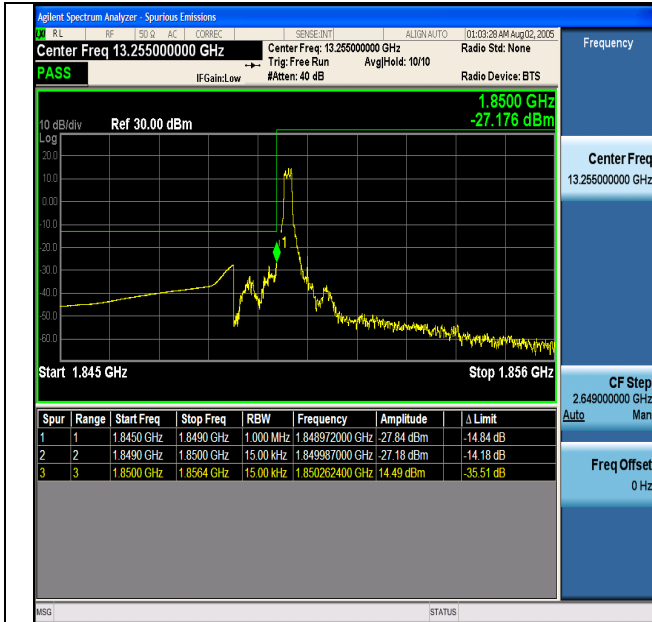 Agilent Spectrum Analyzer - Spurious Emissions
RL RF 50 Ω AC CORREC SENSE:INT ALIGN AUTO 01:03:28 AM Aug 02, 2005
Center Freq 13.255000000 GHz
Center Freq: 13.255000000 GHz
Radio Std: None
Trig: Free Run Avg|Hold: 10/10
PASS
IFGain:Low
#Atten: 40 dB
Radio Device: BTS
1.8500 GHz
-27.176 dBm
10 dB/div Ref 30.00 dBm
Log
20.0
10.0
0.00
-10.0
-20.0
-30.0
-40.0
-50.0
-60.0
1
Start 1.845 GHz Stop 1.856 GHz
Spur Range Start Freq Stop Freq RBW Frequency Amplitude Δ Limit
1 1 1.8450 GHz 1.8490 GHz 1.000 MHz 1.848972000 GHz -27.84 dBm -14.84 dB
2 2 1.8490 GHz 1.8500 GHz 15.00 kHz 1.849987000 GHz -27.18 dBm -14.18 dB
3 3 1.8500 GHz 1.8564 GHz 15.00 kHz 1.850262400 GHz 14.49 dBm -35.51 dB
MSG STATUS
Frequency
Center Freq
13.255000000 GHz
CF Step
2.649000000 GHz
Auto Man
Freq Offset
0 Hz